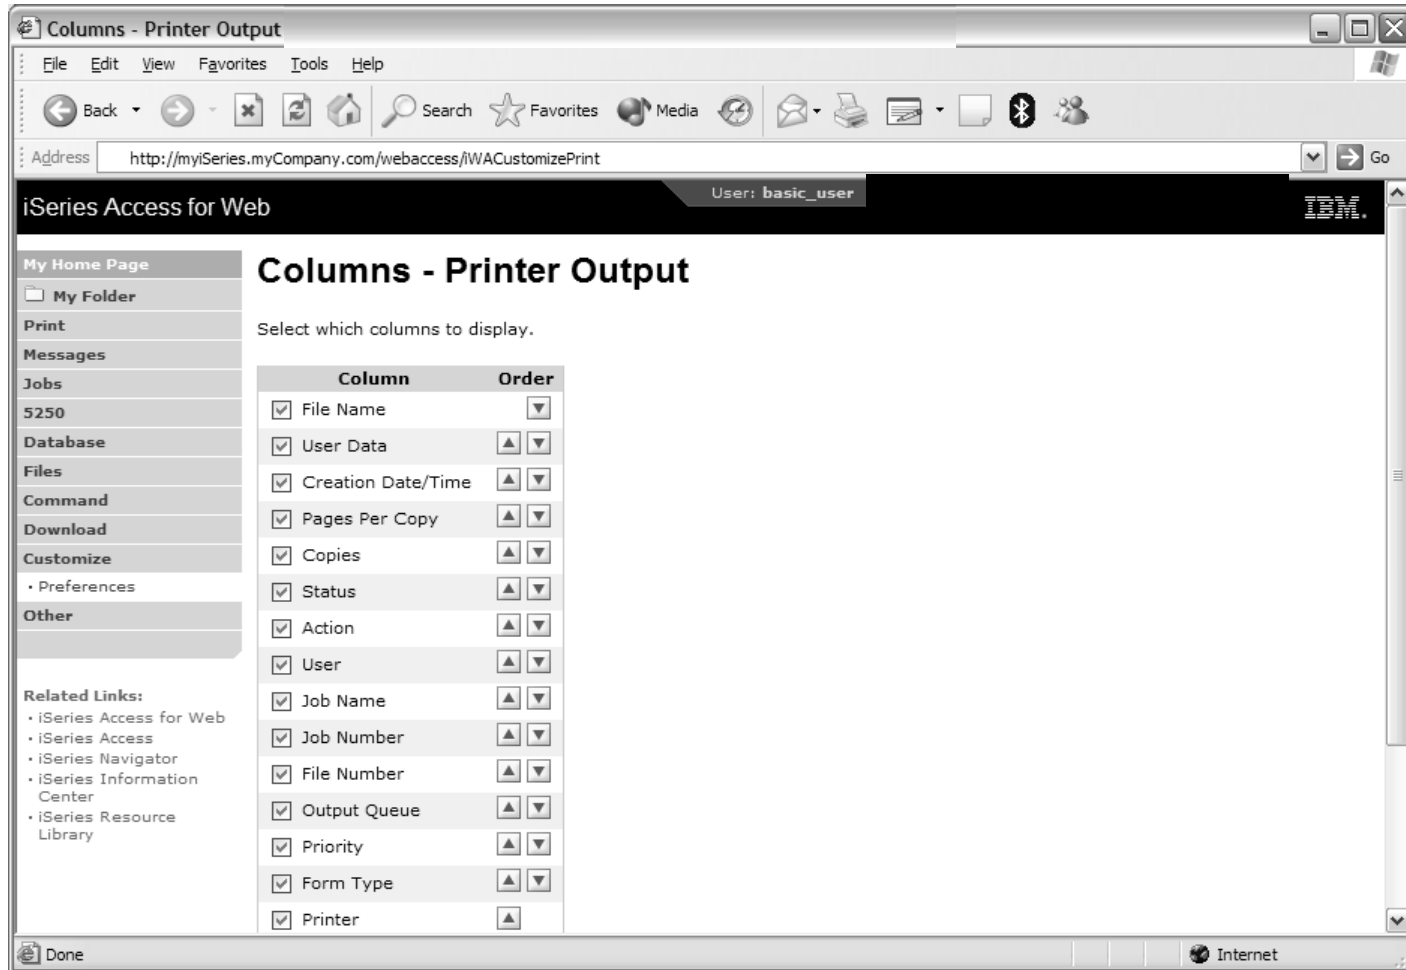 Columns - Printer Output
File Edit View Favorites Tools Help
Back Search Favorites Media
Address http://myiSeries.myCompany.com/webaccess/iWACustomizePrint Go
iSeries Access for Web User: basic_user IBM.
My Home Page
My Folder
Print
Messages
Jobs
5250
Database
Files
Command
Download
Customize
• Preferences
Other
Related Links:
• iSeries Access for Web
• iSeries Access
• iSeries Navigator
• iSeries Information
Center
• iSeries Resource
Library
Columns - Printer Output
Select which columns to display.
Column Order
File Name
User Data
Creation Date/Time
Pages Per Copy
Copies
Status
Action
User
Job Name
Job Number
File Number
Output Queue
Priority
Form Type
Printer
Done Internet